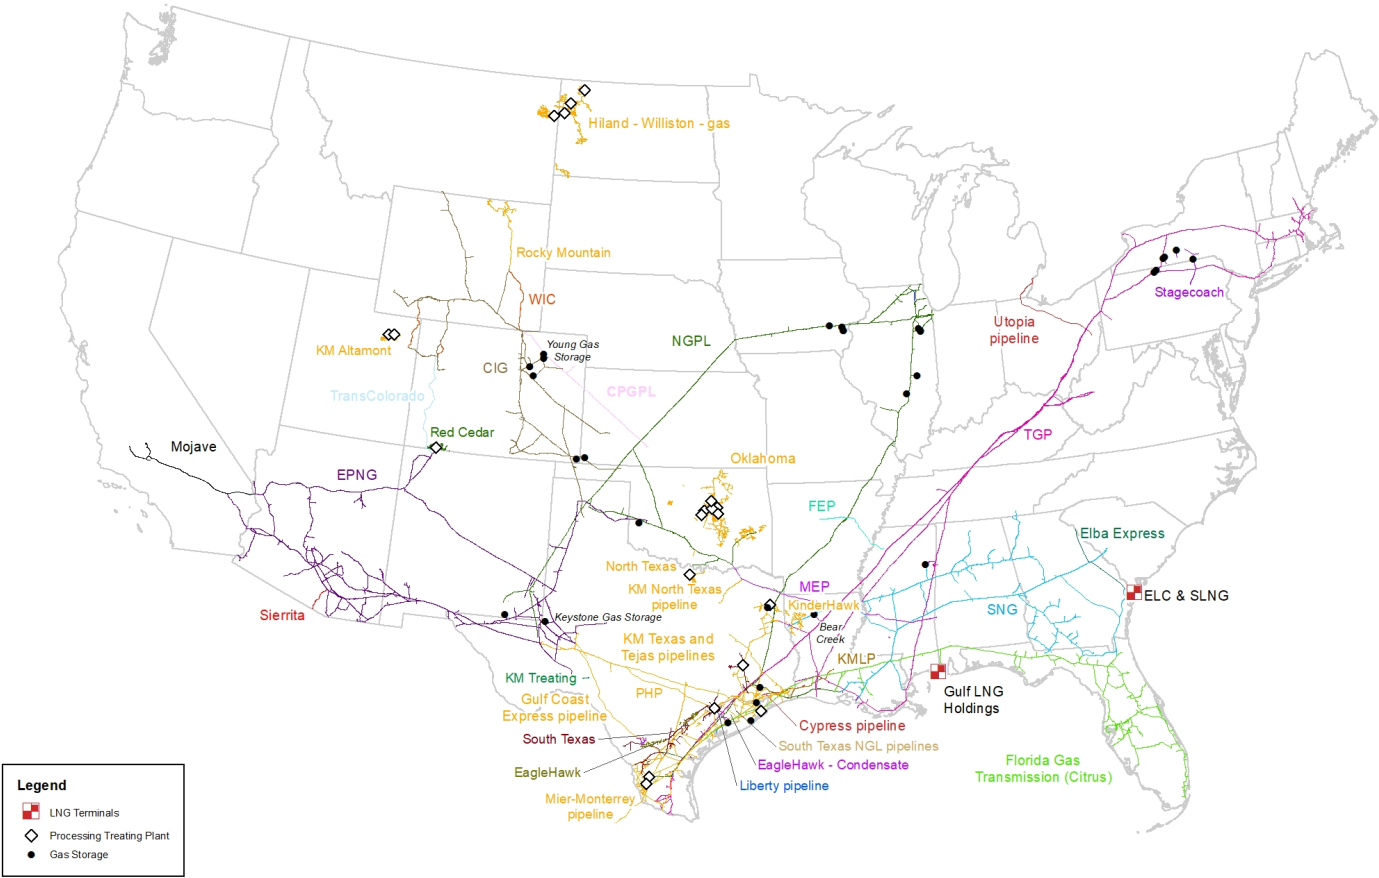 Hiland - Williston - gas
Rocky Mountain
WIC
Stagecoach
Utopia
pipeline
NGPL
Young Gas
Storage
KM Altamont
CIG
CPGPL
TransColorado
Red Cedar
TGP
Mojave
Oklahoma
EPNG
FEP
Elba Express
North Texas
KM North Texas
pipeline
MEP
ELC & SLNG
KinderHawk
SNG
Sierrita
Keystone Gas Storage
Bear
Creek
KM Texas and
Tejas pipelines
KMLP
KM Treating
PHP
Gulf LNG
Holdings
Gulf Coast
Express pipeline
Cypress pipeline
South Texas
South Texas NGL pipelines
EagleHawk - Condensate
Florida Gas
Transmission (Citrus)
EagleHawk
Liberty pipeline
Mier-Monterrey
pipeline
Legend
LNG Terminals
Processing Treating Plant
Gas Storage